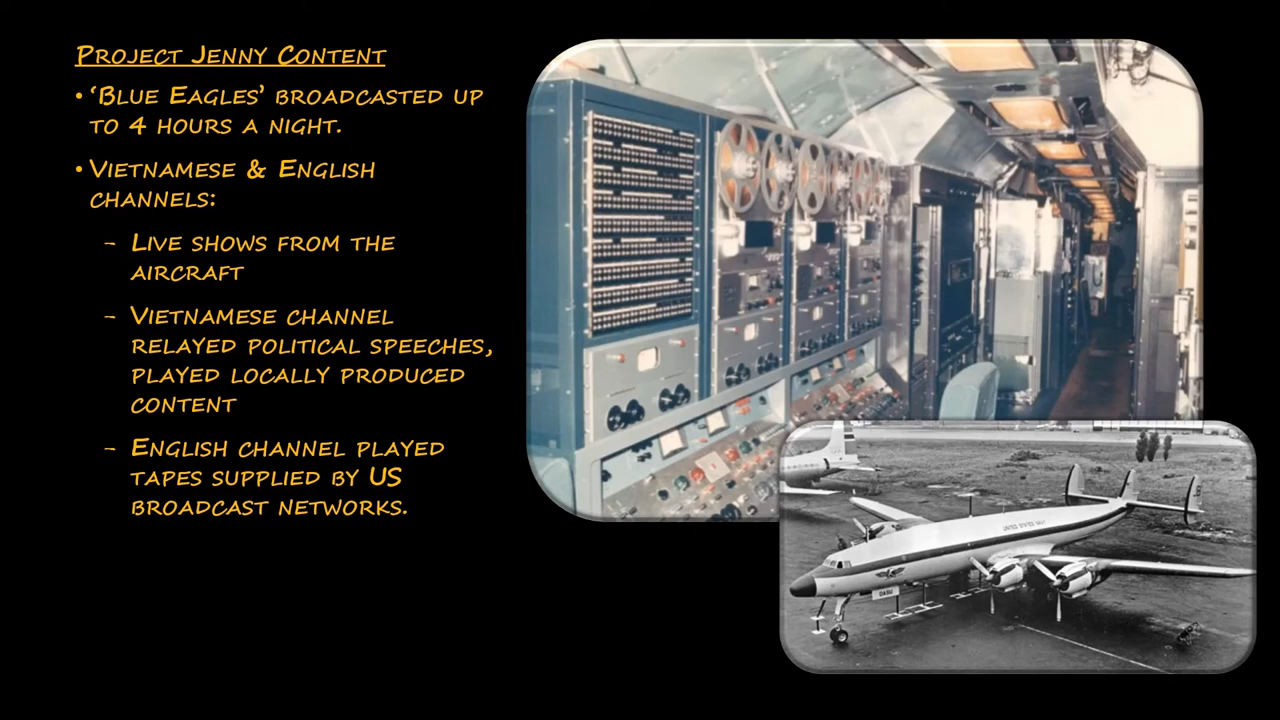 Project Jenny Content
• ‘Blue Eagles’ broadcasted up
to 4 hours a night.
• Vietnamese & English
channels:
– Live shows from the
aircraft
– Vietnamese channel
relayed political speeches,
played locally produced
content
– English channel played
tapes supplied by US
broadcast networks.
UNITED STATES NAVY